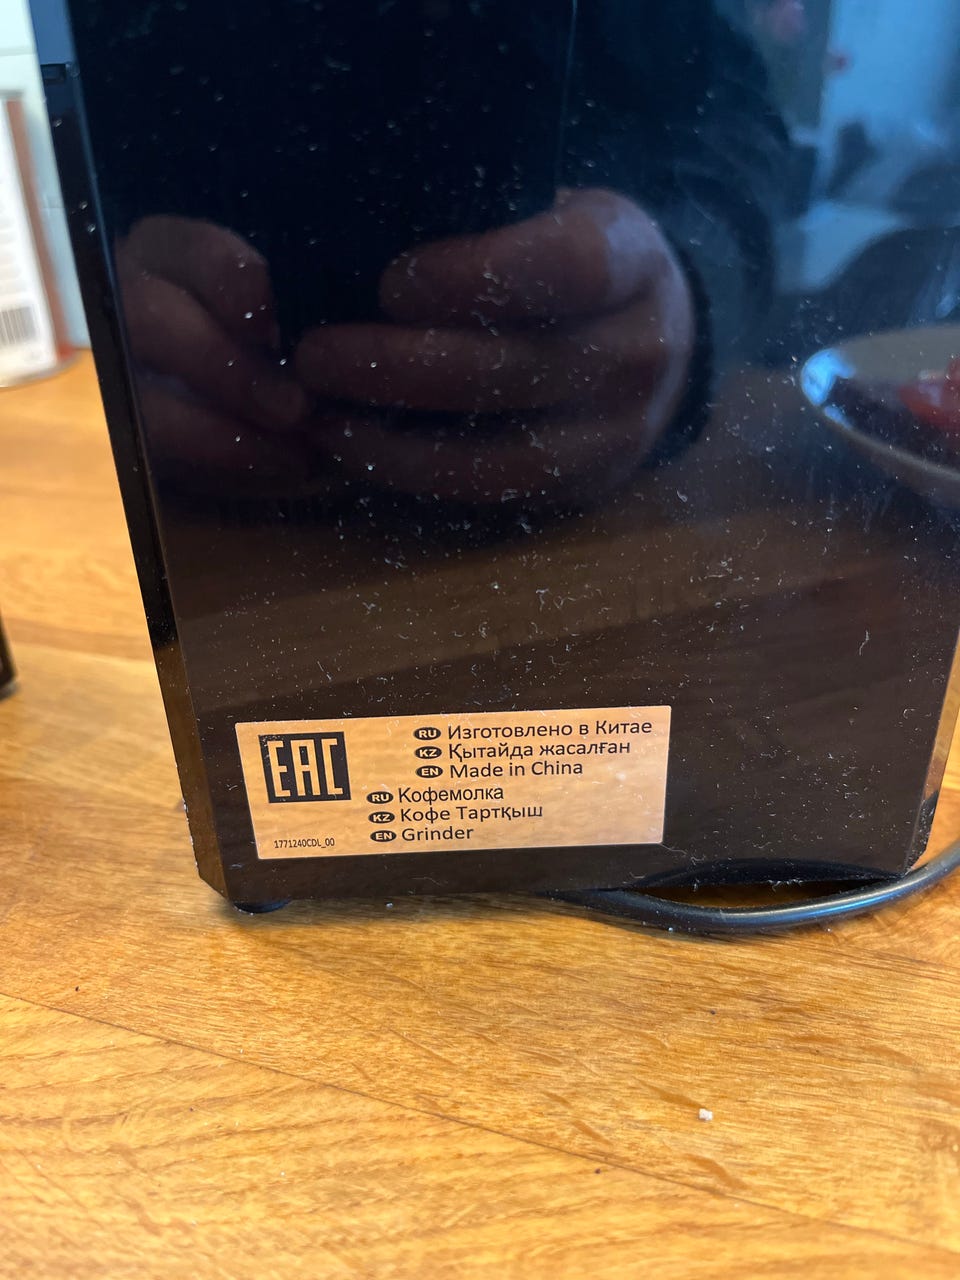 EAC
RU Изготовлено в Китае
KZ Қытайда жасалған
EN Made in China
RU Кофемолка
KZ Кофе Тартқыш
EN Grinder
1771240CDL_00